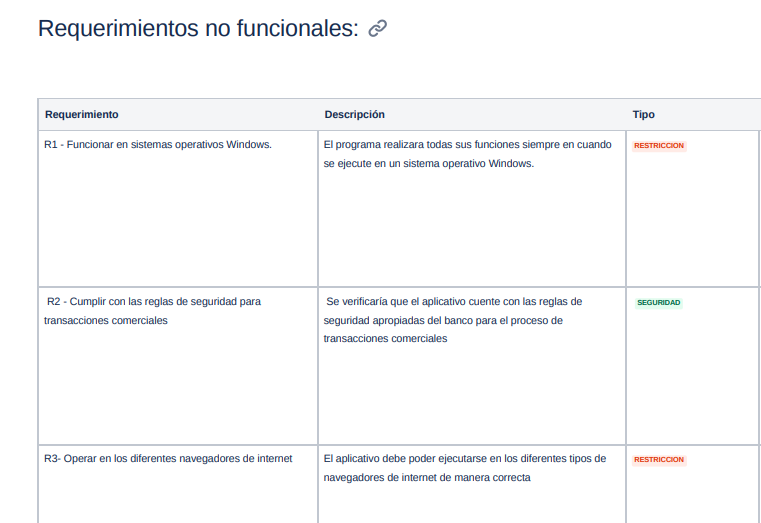 Requerimientos no funcionales:
Requerimiento
Descripción
Tipo
R1 - Funcionar en sistemas operativos Windows.
El programa realizara todas sus funciones siempre en cuando
se ejecute en un sistema operativo Windows.
RESTRICCION
R2 - Cumplir con las reglas de seguridad para
transacciones comerciales
Se verificaría que el aplicativo cuente con las reglas de
seguridad apropiadas del banco para el proceso de
transacciones comerciales
SEGURIDAD
R3- Operar en los diferentes navegadores de internet
El aplicativo debe poder ejecutarse en los diferentes tipos de
navegadores de internet de manera correcta
RESTRICCION